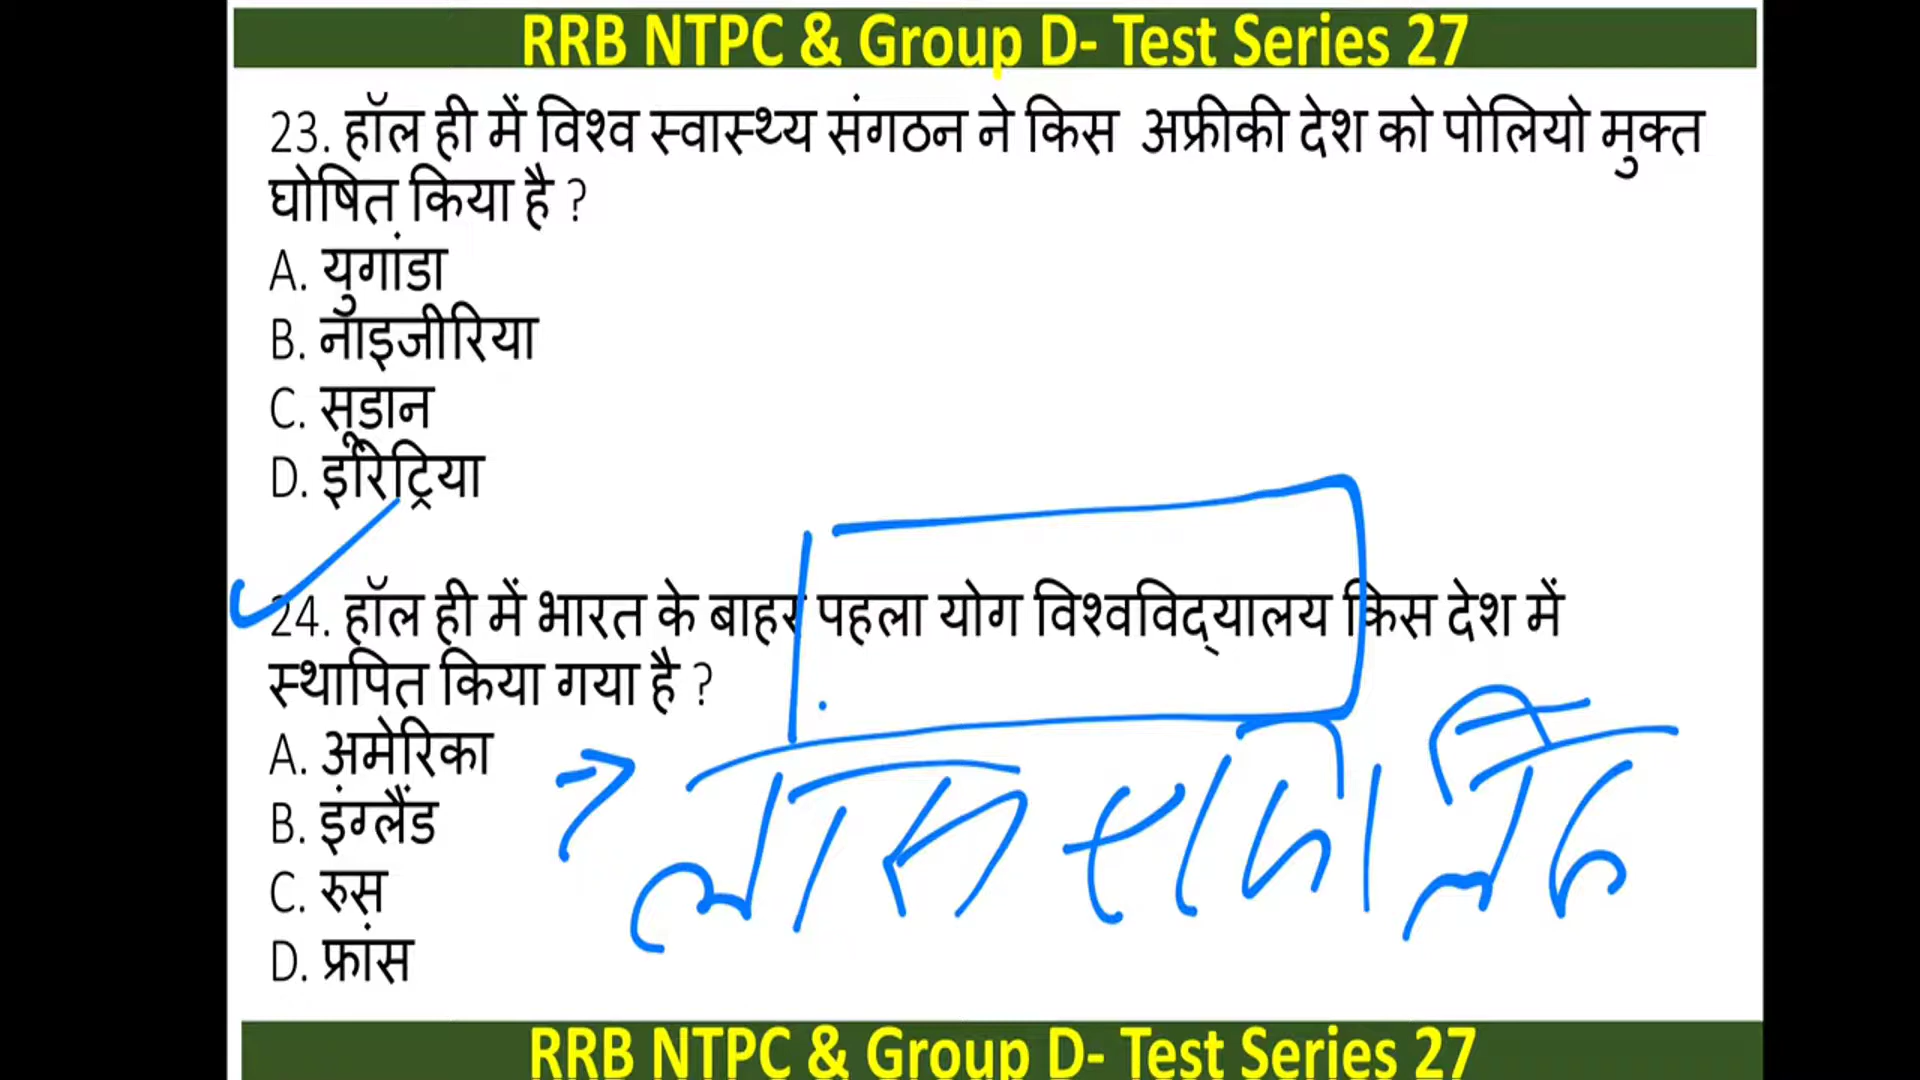 RRB NTPC & Group D- Test Series 27
23. हॉल ही में विश्व स्वास्थ्य संगठन ने किस अफ्रीकी देश को पोलियो मुक्त
घोषित किया है ?
A. युगांडा
B. नाइजीरिया
C. सूडान
D. इरिट्रिया
24. हॉल ही में भारत के बाहर पहला योग विश्वविद्यालय किस देश में
स्थापित किया गया है ?
A. अमेरिका
B. इंग्लैंड
C. रुस
D. फ्रांस
RRB NTPC & Group D- Test Series 27